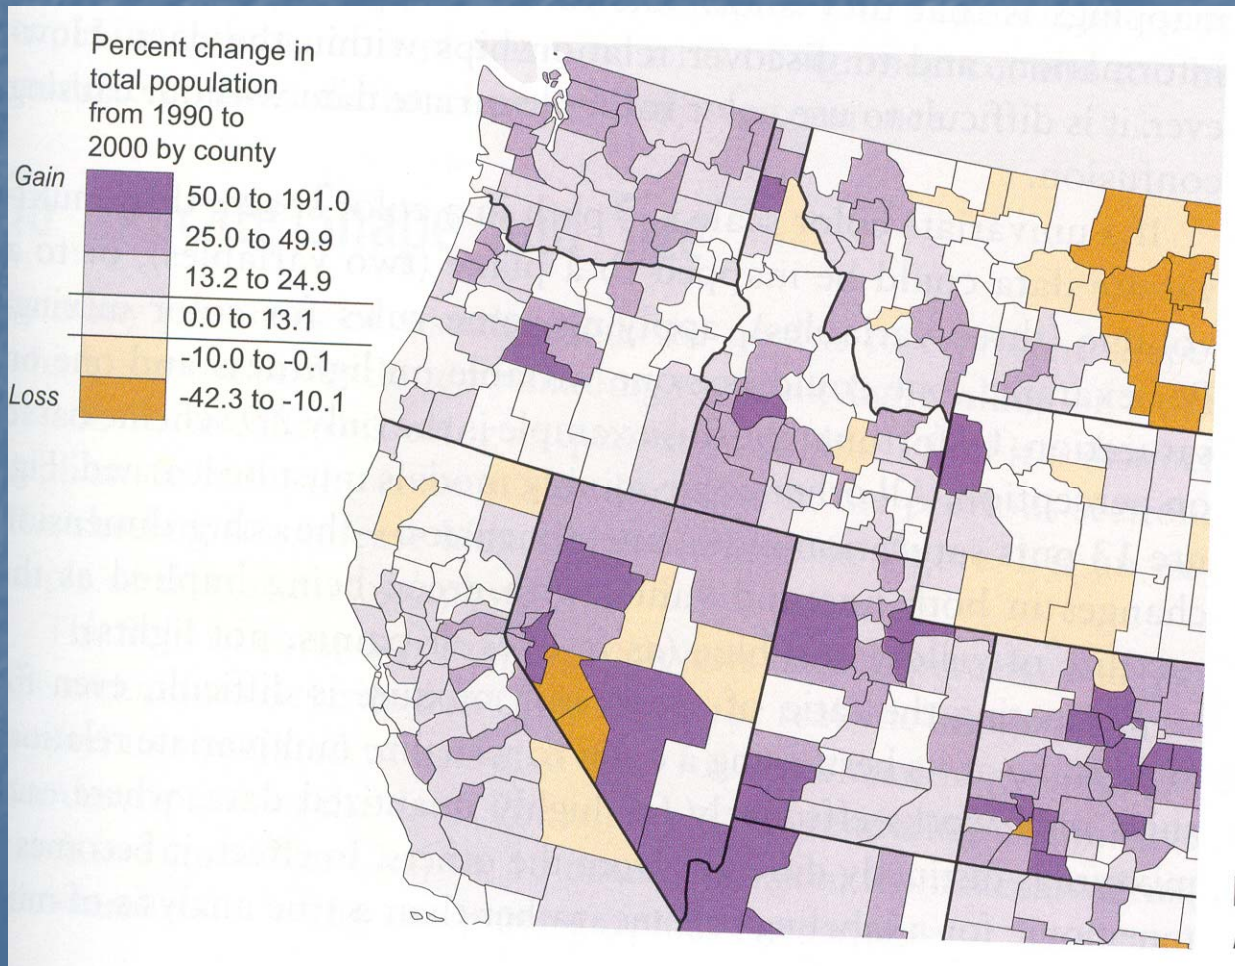 Percent change in
total population
from 1990 to
2000 by county
Gain
50.0 to 191.0
25.0 to 49.9
13.2 to 24.9
0.0 to 13.1
-10.0 to -0.1
Loss
-42.3 to -10.1